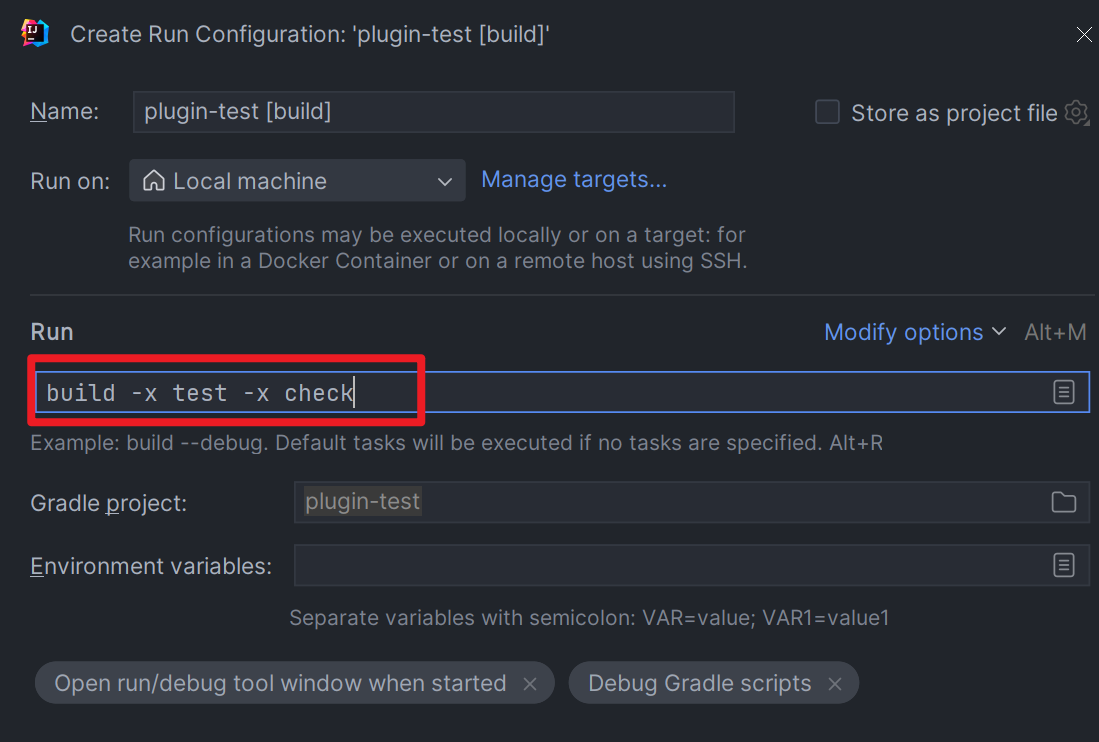 Create Run Configuration: 'plugin-test [build]'
Name: plugin-test [build] Store as project file
Run on: Local machine Manage targets...
Run configurations may be executed locally or on a target: for
example in a Docker Container or on a remote host using SSH.
Run Modify options Alt+M
build -x test -x check
Example: build --debug. Default tasks will be executed if no tasks are specified. Alt+R
Gradle project: plugin-test
Environment variables:
Separate variables with semicolon: VAR=value; VAR1=value1
Open run/debug tool window when started Debug Gradle scripts